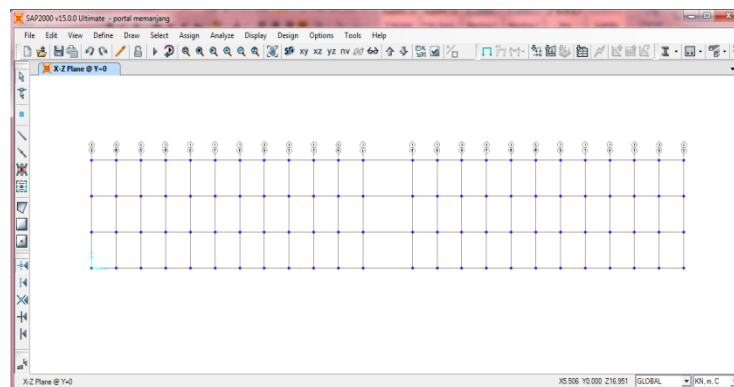 SAP2000 v15.0.0 Ultimate - portal memanjang
File Edit View Define Draw Select Assign Analyze Display Design Options Tools Help
xy xz yz nv
X-Z Plane @ Y=0
X-Z Plane @ Y=0 X5.506 Y0.000 Z16.951 GLOBAL KN, m, C